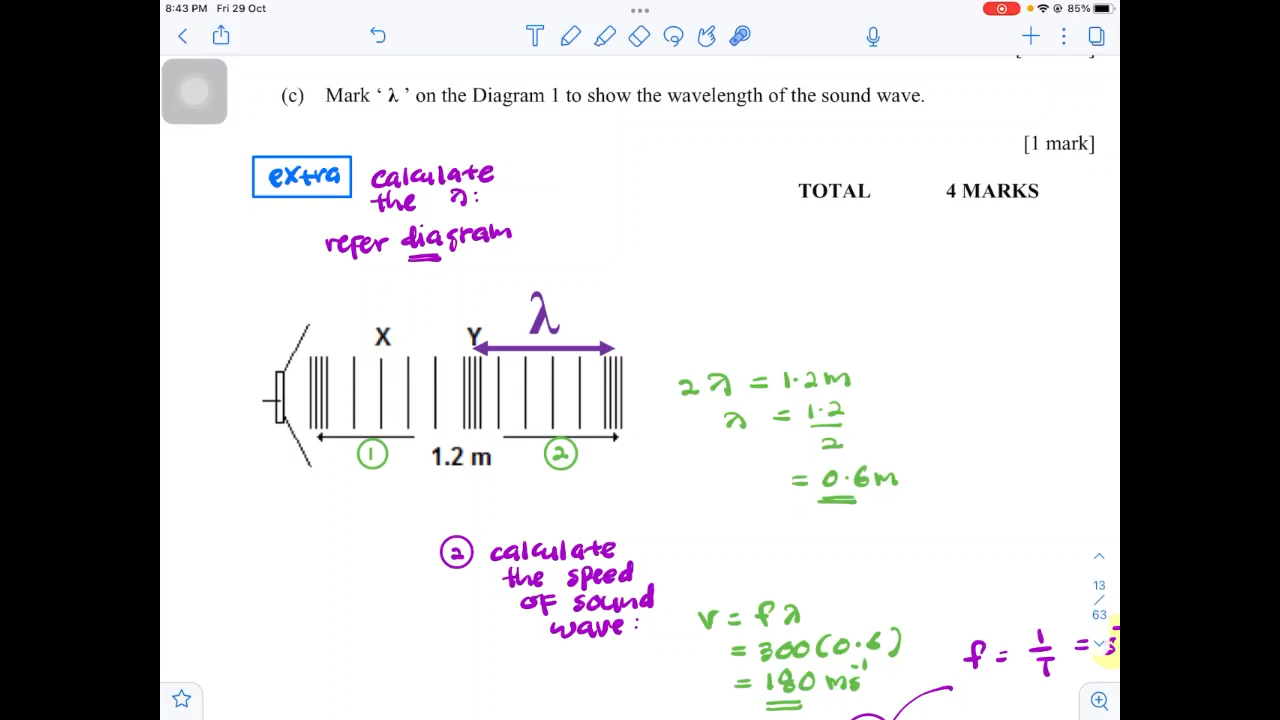 8:43 PM Fri 29 Oct
85%
(c) Mark ‘ λ ’ on the Diagram 1 to show the wavelength of the sound wave.
[1 mark]
extra calculate
the λ:
TOTAL 4 MARKS
refer diagram
λ
X Y
2λ = 1.2m
λ = 1.2
2
= 0.6m
1 1.2 m 2
2 calculate
the speed
of sound
wave:
13
/
63
v = fλ
= 300(0.6)
= 180 ms⁻¹
f = 1/T =